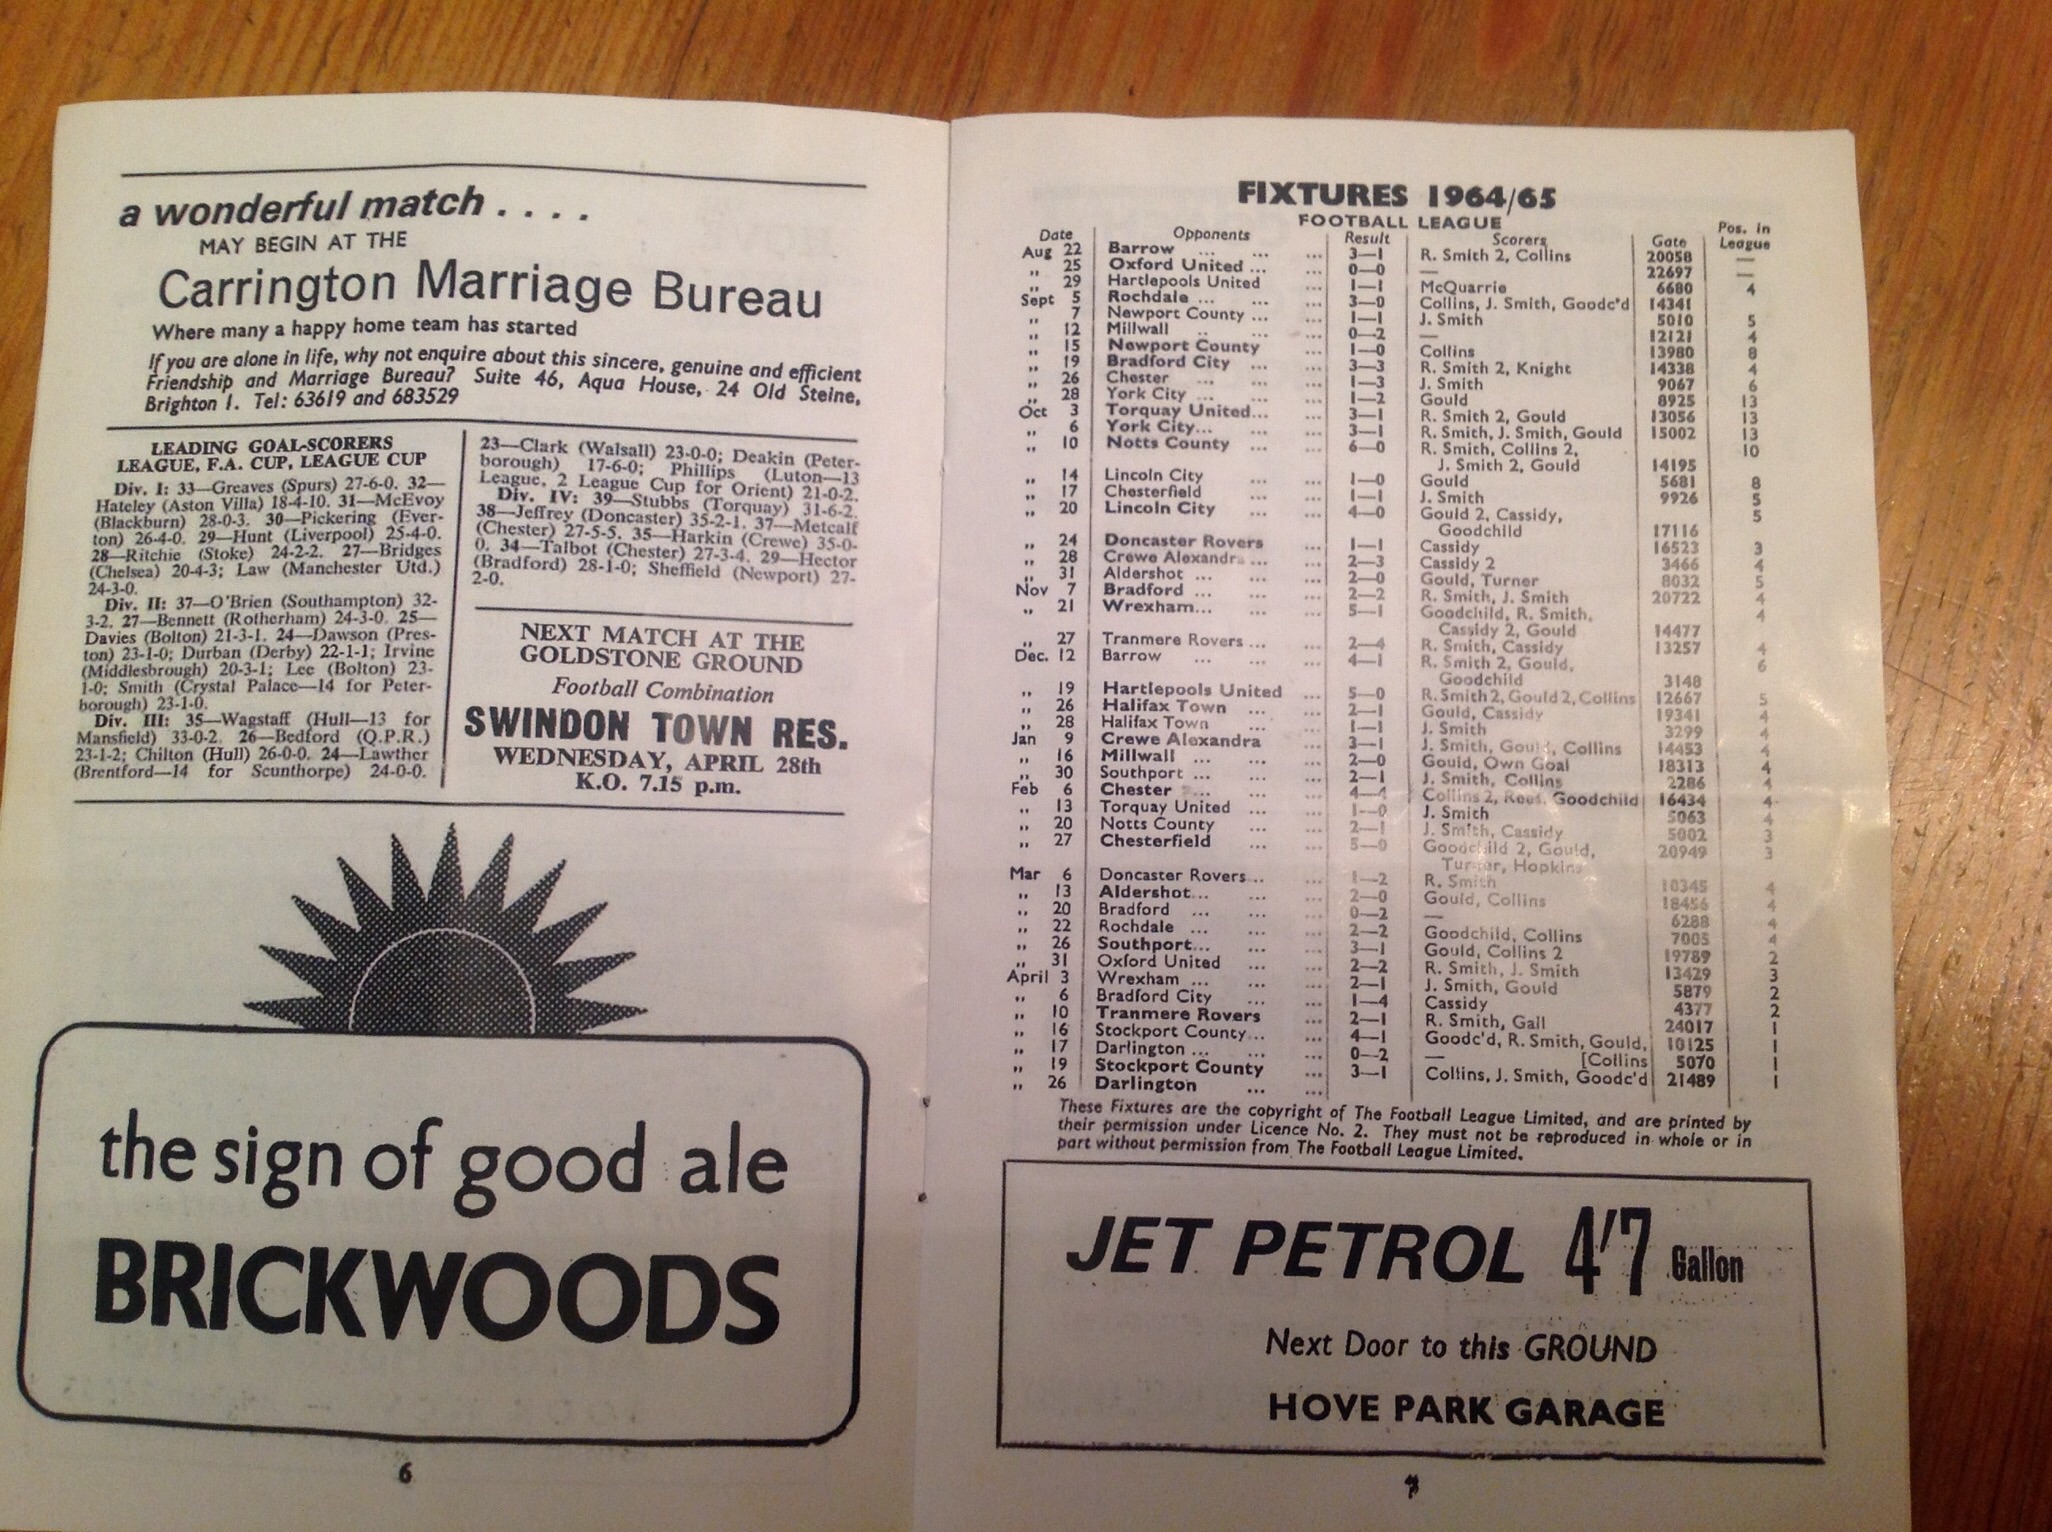 a wonderful match . . . .
MAY BEGIN AT THE
Carrington Marriage Bureau
Where many a happy home team has started
If you are alone in life, why not enquire about this sincere, genuine and efficient
Friendship and Marriage Bureau? Suite 46, Aqua House, 24 Old Steine,
Brighton 1. Tel: 63619 and 683529
LEADING GOAL-SCORERS
LEAGUE, F.A. CUP, LEAGUE CUP
Div. I: 33—Greaves (Spurs) 27-6-0. 32—
Hateley (Aston Villa) 18-4-10. 31—McEvoy
(Blackburn) 28-0-3. 30—Pickering (Ever-
ton) 26-4-0. 29—Hunt (Liverpool) 25-4-0.
28—Ritchie (Stoke) 24-2-2. 27—Bridges
(Chelsea) 20-4-3; Law (Manchester Utd.)
24-3-0.
Div. II: 37—O'Brien (Southampton) 32-
3-2. 27—Bennett (Rotherham) 24-3-0. 25—
Davies (Bolton) 21-3-1. 24—Dawson (Pres-
ton) 23-1-0; Durban (Derby) 22-1-1; Irvine
(Middlesbrough) 20-3-1; Lee (Bolton) 23-
1-0; Smith (Crystal Palace—14 for Peter-
borough) 23-1-0.
Div. III: 35—Wagstaff (Hull—13 for
Mansfield) 33-0-2. 26—Bedford (Q.P.R.)
23-1-2; Chilton (Hull) 26-0-0. 24—Lawther
(Brentford—14 for Scunthorpe) 24-0-0.
23—Clark (Walsall) 23-0-0; Deakin (Peter-
borough) 17-6-0; Phillips (Luton—13
League, 2 League Cup for Orient) 21-0-2.
Div. IV: 39—Stubbs (Torquay) 31-6-2.
38—Jeffrey (Doncaster) 35-2-1. 37—Metcalf
(Chester) 27-5-5. 35—Harkin (Crewe) 35-0-
0. 34—Talbot (Chester) 27-3-4. 29—Hector
(Bradford) 28-1-0; Sheffield (Newport) 27-
2-0.
NEXT MATCH AT THE
GOLDSTONE GROUND
Football Combination
SWINDON TOWN RES.
WEDNESDAY, APRIL 28th
K.O. 7.15 p.m.
the sign of good ale
BRICKWOODS
6
FIXTURES 1964/65
FOOTBALL LEAGUE
Date Opponents Result Scorers Gate Pos. in League
Aug 22 Barrow ... ... ... 3—1 R. Smith 2, Collins 20058 —
„ 25 Oxford United ... ... 0—0 — 22697 —
„ 29 Hartlepools United ... 1—1 McQuarrie 6680 4
Sept 5 Rochdale ... ... ... 3—0 Collins, J. Smith, Goodc'd 14341
„ 7 Newport County ... ... 1—1 J. Smith 5010 5
„ 12 Millwall .. ... ... 0—2 — 12121 4
„ 15 Newport County ... 1—0 Collins 13980 8
„ 19 Bradford City ... ... 3—3 R. Smith 2, Knight 14338 4
„ 26 Chester ... ... ... 1—3 J. Smith 9067 6
„ 28 York City ... ... ... 1—2 Gould 8925 13
Oct 3 Torquay United... ... 3—1 R. Smith 2, Gould 13056 13
„ 6 York City... ... ... 3—1 R. Smith, J. Smith, Gould 15002 13
„ 10 Notts County ... ... 6—0 R. Smith, Collins 2, 10
J. Smith 2, Gould 14195
„ 14 Lincoln City ... ... 1—0 Gould 5681 8
„ 17 Chesterfield ... ... 1—1 J. Smith 9926 5
„ 20 Lincoln City ... ... 4—0 Gould 2, Cassidy, 5
Goodchild 17116
„ 24 Doncaster Rovers ... 1—1 Cassidy 16523 3
„ 28 Crewe Alexandra ... ... 2—3 Cassidy 2 3466 4
„ 31 Aldershot ... ... ... 2—0 Gould, Turner 8032 5
Nov 7 Bradford ... ... ... 2—2 R. Smith, J. Smith 20722 4
„ 21 Wrexham... ... ... 5—1 Goodchild, R. Smith, 4
Cassidy 2, Gould 14477
„ 27 Tranmere Rovers ... ... 2—4 R. Smith, Cassidy 13257 4
Dec. 12 Barrow ... ... ... 4—1 R. Smith 2, Gould, 6
Goodchild 3148
„ 19 Hartlepools United ... 5—0 R. Smith 2, Gould 2, Collins 12667 5
„ 26 Halifax Town ... ... 2—1 Gould, Cassidy 19341 4
„ 28 Halifax Town ... ... 1—1 J. Smith 3299 4
Jan 9 Crewe Alexandra ... 3—1 J. Smith, Gould, Collins 14453 4
„ 16 Millwall ... ... ... 2—0 Gould, Own Goal 18313 4
„ 30 Southport ... ... ... 2—1 J. Smith, Collins 2286 4
Feb 6 Chester ... ... ... 4—4 Collins 2, Rees, Goodchild 16434 4
„ 13 Torquay United ... ... 1—0 J. Smith 5063 4
„ 20 Notts County ... ... 2—1 J. Smith, Cassidy 5002 3
„ 27 Chesterfield ... ... 5—0 Goodchild 2, Gould, 20949 3
Turner, Hopkins
Mar 6 Doncaster Rovers .. ... 1—2 R. Smith 10345 4
„ 13 Aldershot... ... ... 2—0 Gould, Collins 18456 4
„ 20 Bradford ... ... ... 0—2 — 6288 4
„ 22 Rochdale ... ... ... 2—2 Goodchild, Collins 7005 4
„ 26 Southport... ... ... 3—1 Gould, Collins 2 19789 2
„ 31 Oxford United ... ... 2—2 R. Smith, J. Smith 13429 3
April 3 Wrexham ... ... ... 2—1 J. Smith, Gould 5879 2
„ 6 Bradford City ... ... 1—4 Cassidy 4377 2
„ 10 Tranmere Rovers ... 2—1 R. Smith, Gall 24017 1
„ 16 Stockport County... ... 4—1 Goodc'd, R. Smith, Gould, 10125 1
„ 17 Darlington ... ... ... 0—2 — [Collins 5070 1
„ 19 Stockport County ... 3—1 Collins, J. Smith, Goodc'd 21489 1
„ 26 Darlington ... ...
These Fixtures are the copyright of The Football League Limited, and are printed by
their permission under Licence No. 2. They must not be reproduced in whole or in
part without permission from The Football League Limited.
JET PETROL 4'7 Gallon
Next Door to this GROUND
HOVE PARK GARAGE
7